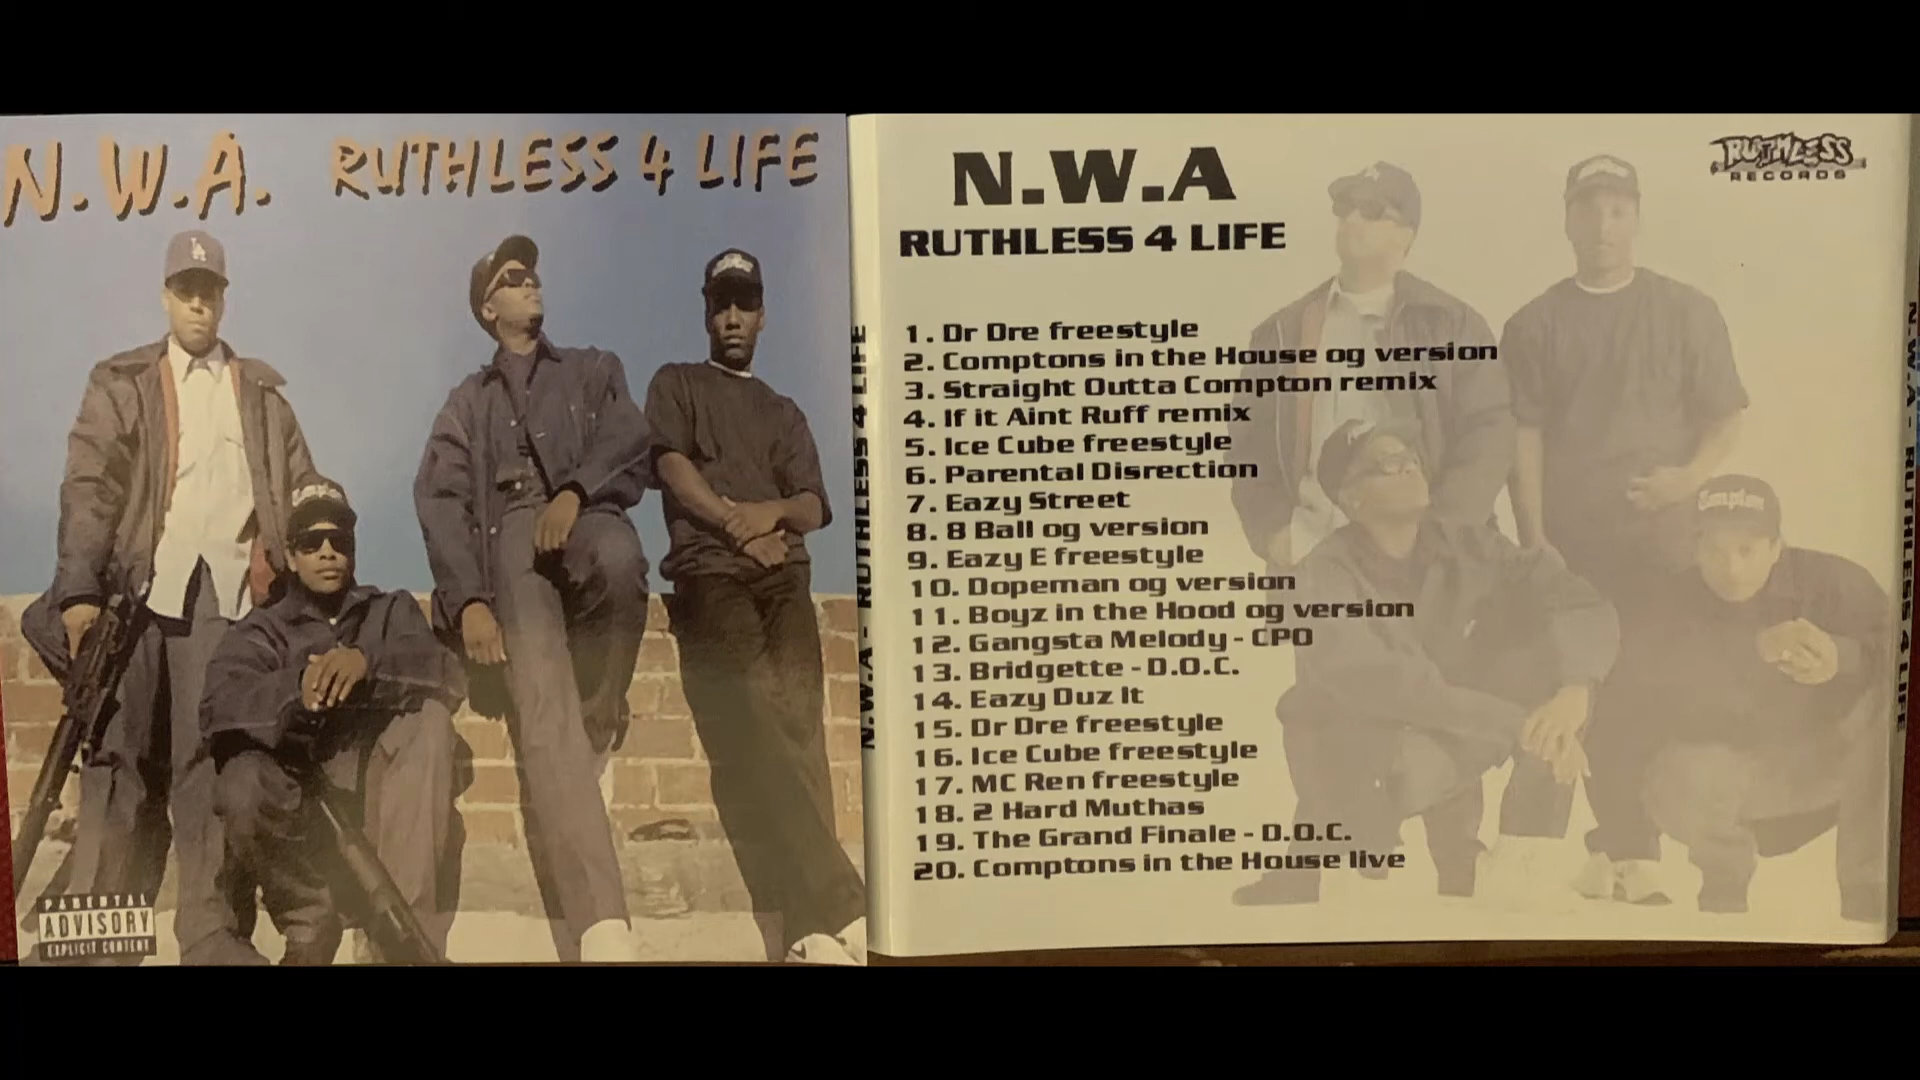 N.W.A. RUTHLESS 4 LIFE
LA
Compton
PARENTAL
ADVISORY
EXPLICIT CONTENT
N.W.A - RUTHLESS 4 LIFE
N.W.A
RUTHLESS 4 LIFE
RUTHLESS
RECORDS
1. Dr Dre freestyle
2. Comptons in the House og version
3. Straight Outta Compton remix
4. If it Aint Ruff remix
5. Ice Cube freestyle
6. Parental Disrection
7. Eazy Street
8. 8 Ball og version
9. Eazy E freestyle
10. Dopeman og version
11. Boyz in the Hood og version
12. Gangsta Melody - CPO
13. Bridgette - D.O.C.
14. Eazy Duz It
15. Dr Dre freestyle
16. Ice Cube freestyle
17. MC Ren freestyle
18. 2 Hard Muthas
19. The Grand Finale - D.O.C.
20. Comptons in the House live
Compton
N.W.A - RUTHLESS 4 LIFE